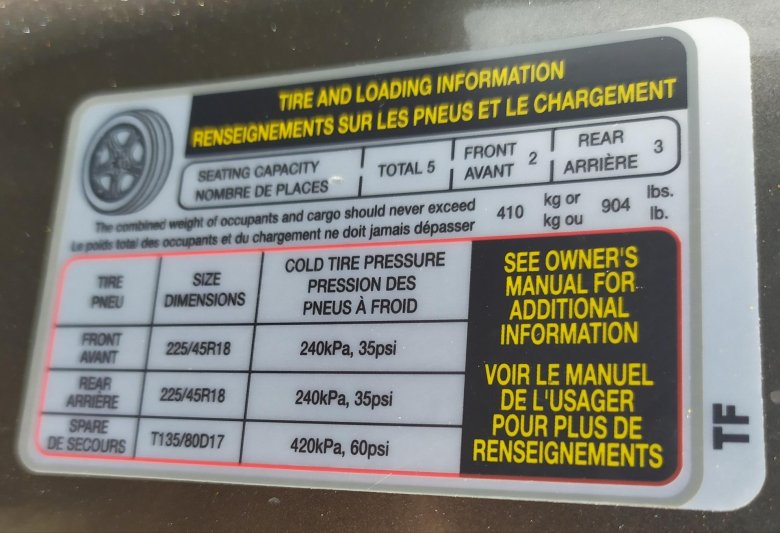 TIRE AND LOADING INFORMATION
RENSEIGNEMENTS SUR LES PNEUS ET LE CHARGEMENT
SEATING CAPACITY
NOMBRE DE PLACES
TOTAL 5
FRONT
AVANT 2
REAR
ARRIÈRE 3
The combined weight of occupants and cargo should never exceed 410 kg or 904 lbs.
Le poids total des occupants et du chargement ne doit jamais dépasser kg ou lb.
TIRE
PNEU
SIZE
DIMENSIONS
COLD TIRE PRESSURE
PRESSION DES
PNEUS À FROID
FRONT
AVANT
225/45R18
240kPa, 35psi
REAR
ARRIÈRE
225/45R18
240kPa, 35psi
SPARE
DE SECOURS
T135/80D17
420kPa, 60psi
SEE OWNER'S
MANUAL FOR
ADDITIONAL
INFORMATION
VOIR LE MANUEL
DE L'USAGER
POUR PLUS DE
RENSEIGNEMENTS
TF